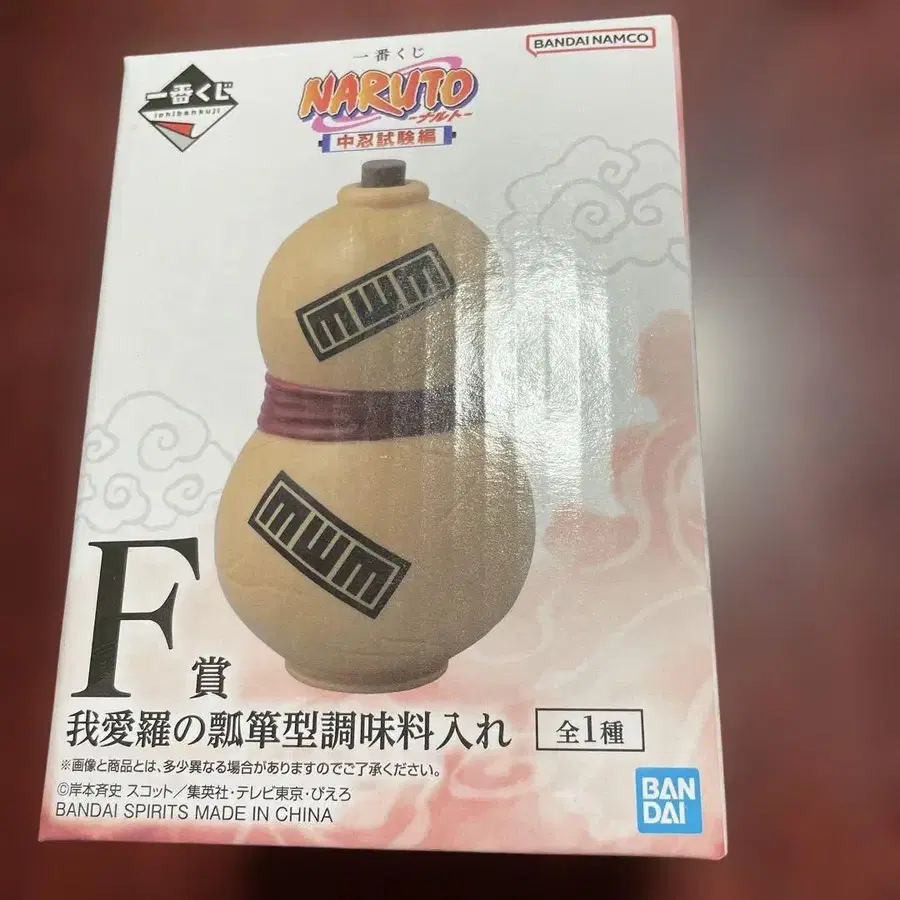 一番くじ
ichibankuji
一番くじ
NARUTO
-ナルト-
中忍試験編
BANDAI NAMCO
F賞
我愛羅の瓢箪型調味料入れ
全1種
※画像と商品とは、多少異なる場合がありますのでご了承ください。
©岸本斉史 スコット／集英社・テレビ東京・ぴえろ
BANDAI SPIRITS MADE IN CHINA
BAN
DAI